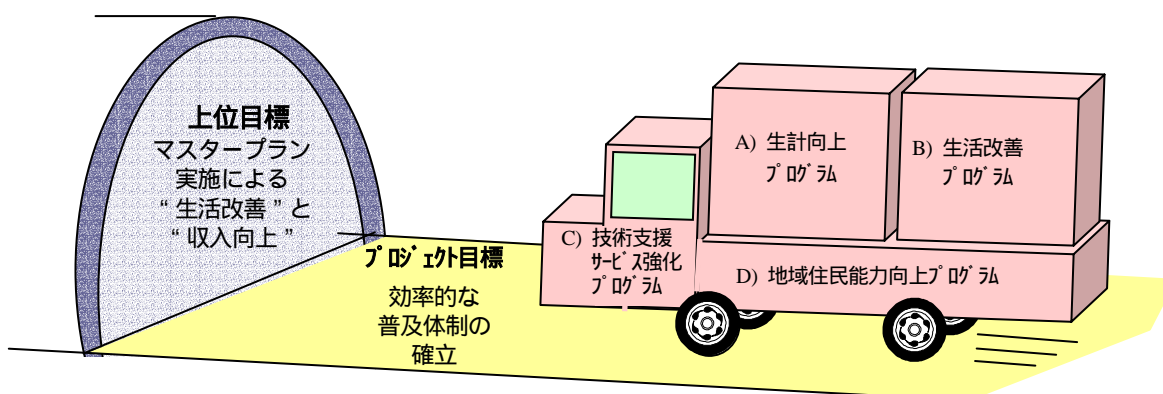 上位目標
マスタープラン
実施による
“生活改善”と
“収入向上”
プロジェクト目標
効率的な
普及体制の
確立
A) 生計向上
プログラム
B) 生活改善
プログラム
C) 技術支援
サービス強化
プログラム
D) 地域住民能力向上プログラム